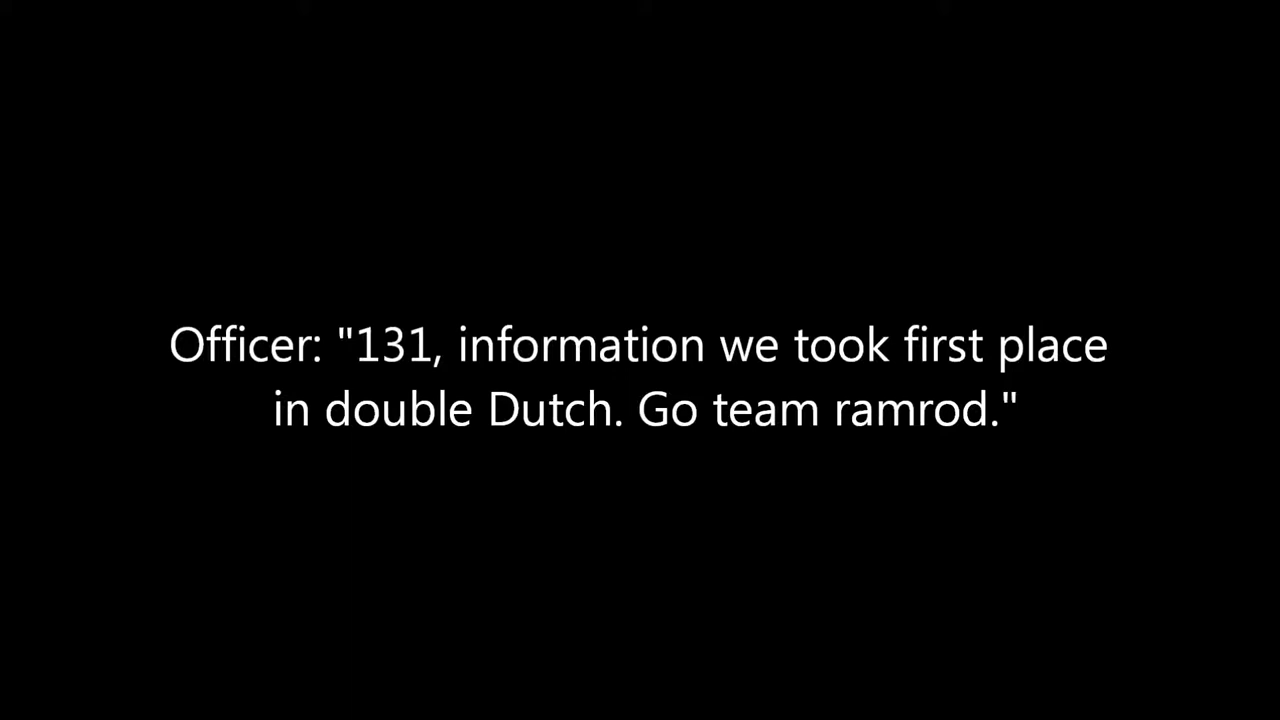 Officer: "131, information we took first place
in double Dutch. Go team ramrod."